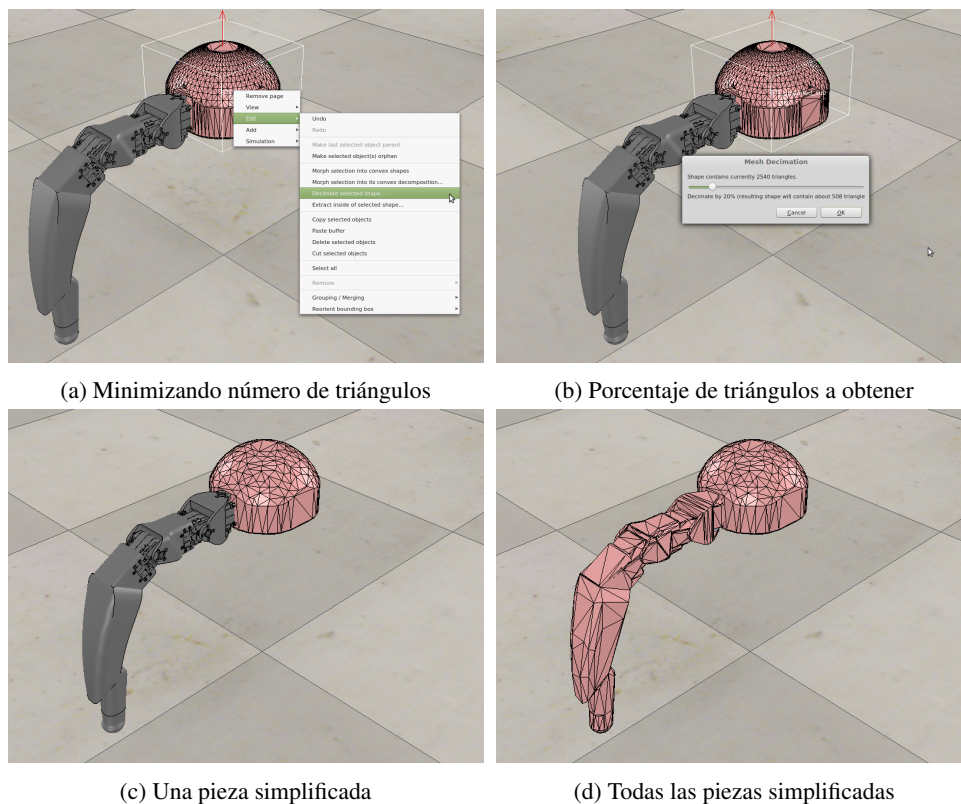 Remove page
View
Edit
Add
Simulation
Undo
Redo
Make last selected object parent
Make selected object(s) orphan
Morph selection into convex shapes
Morph selection into its convex decomposition...
Decimate selected shape...
Extract inside of selected shape...
Copy selected objects
Paste buffer
Delete selected objects
Cut selected objects
Select all
Remove
Grouping / Merging
Reorient bounding box
Mesh Decimation
Shape contains currently 2540 triangles.
Decimate by 20% (resulting shape will contain about 508 triangle
Cancel
OK
(a) Minimizando número de triángulos
(b) Porcentaje de triángulos a obtener
(c) Una pieza simplificada
(d) Todas las piezas simplificadas